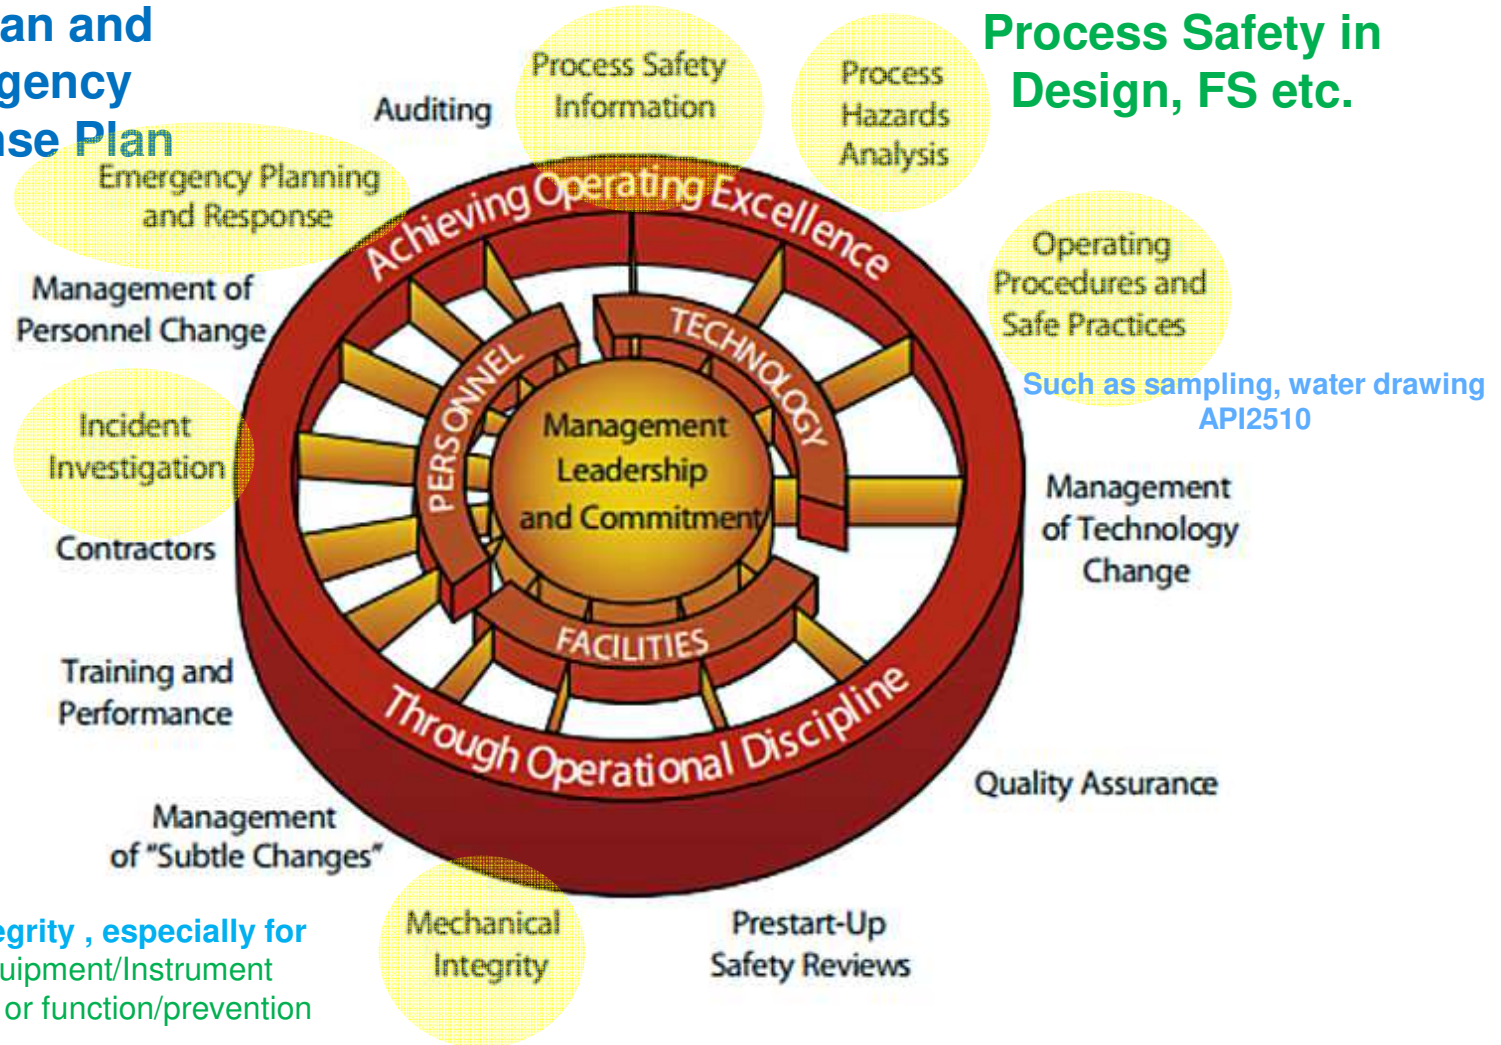 an and
gency
nse Plan
Process Safety in
Design, FS etc.
Auditing
Process Safety
Information
Process
Hazards
Analysis
Emergency Planning
and Response
Operating
Procedures and
Safe Practices
Such as sampling, water drawing
API2510
Management of
Personnel Change
Incident
Investigation
Contractors
Training and
Performance
Management
of "Subtle Changes"
Mechanical
Integrity
Prestart-Up
Safety Reviews
Quality Assurance
Management
of Technology
Change
Achieving Operating Excellence
Through Operational Discipline
PERSONNEL
TECHNOLOGY
FACILITIES
Management
Leadership
and Commitment
egrity , especially for
uipment/Instrument
or function/prevention